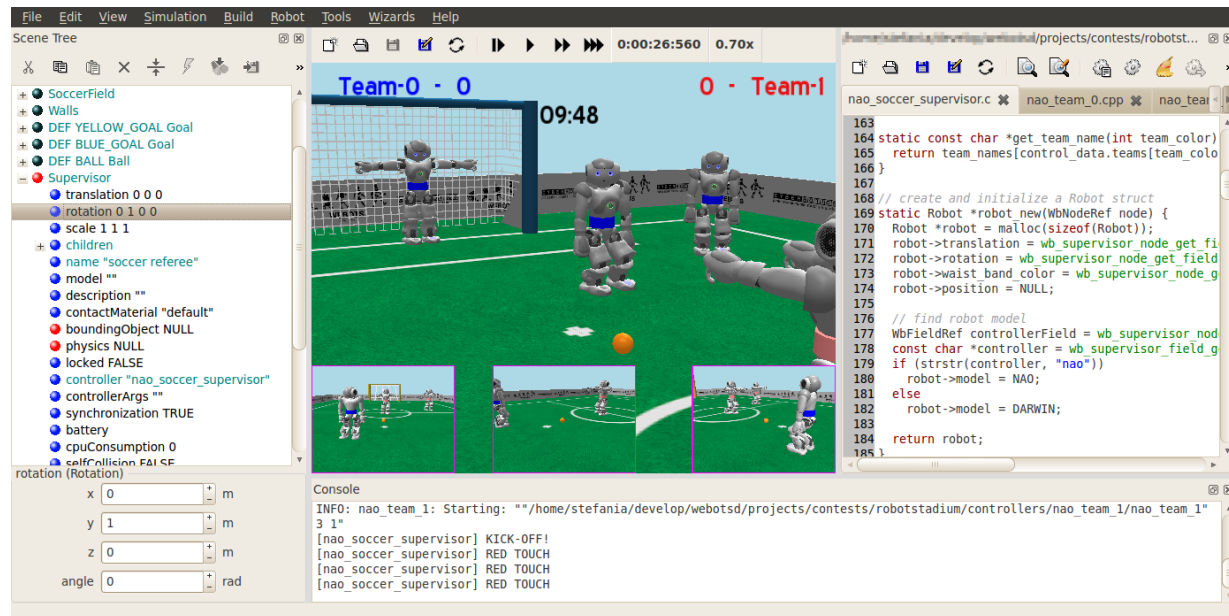 File Edit View Simulation Build Robot Tools Wizards Help
Scene Tree
SoccerField
Walls
DEF YELLOW_GOAL Goal
DEF BLUE_GOAL Goal
DEF BALL Ball
Supervisor
translation 0 0 0
rotation 0 1 0 0
scale 1 1 1
children
name "soccer referee"
model ""
description ""
contactMaterial "default"
boundingObject NULL
physics NULL
locked FALSE
controller "nao_soccer_supervisor"
controllerArgs ""
synchronization TRUE
battery
cpuConsumption 0
selfCollision FALSE
rotation (Rotation)
x 0 m
y 1 m
z 0 m
angle 0 rad
0:00:26:560 0.70x
Team-0 - 0
0 - Team-1
09:48
/projects/contests/robotst...
nao_soccer_supervisor.c nao_team_0.cpp nao_tear
163
164 static const char *get_team_name(int team_color)
165 return team_names[control_data.teams[team_colo
166 }
167
168 // create and initialize a Robot struct
169 static Robot *robot_new(WbNodeRef node) {
170 Robot *robot = malloc(sizeof(Robot));
171 robot->translation = wb_supervisor_node_get_fi
172 robot->rotation = wb_supervisor_node_get_field
173 robot->waist_band_color = wb_supervisor_node_g
174 robot->position = NULL;
175
176 // find robot model
177 WbFieldRef controllerField = wb_supervisor_nod
178 const char *controller = wb_supervisor_field_g
179 if (strstr(controller, "nao"))
180 robot->model = NAO;
181 else
182 robot->model = DARWIN;
183
184 return robot;
185 }
Console
INFO: nao_team_1: Starting: ""/home/stefania/develop/webotsd/projects/contests/robotstadium/controllers/nao_team_1/nao_team_1"
3 1"
[nao_soccer_supervisor] KICK-OFF!
[nao_soccer_supervisor] RED TOUCH
[nao_soccer_supervisor] RED TOUCH
[nao_soccer_supervisor] RED TOUCH